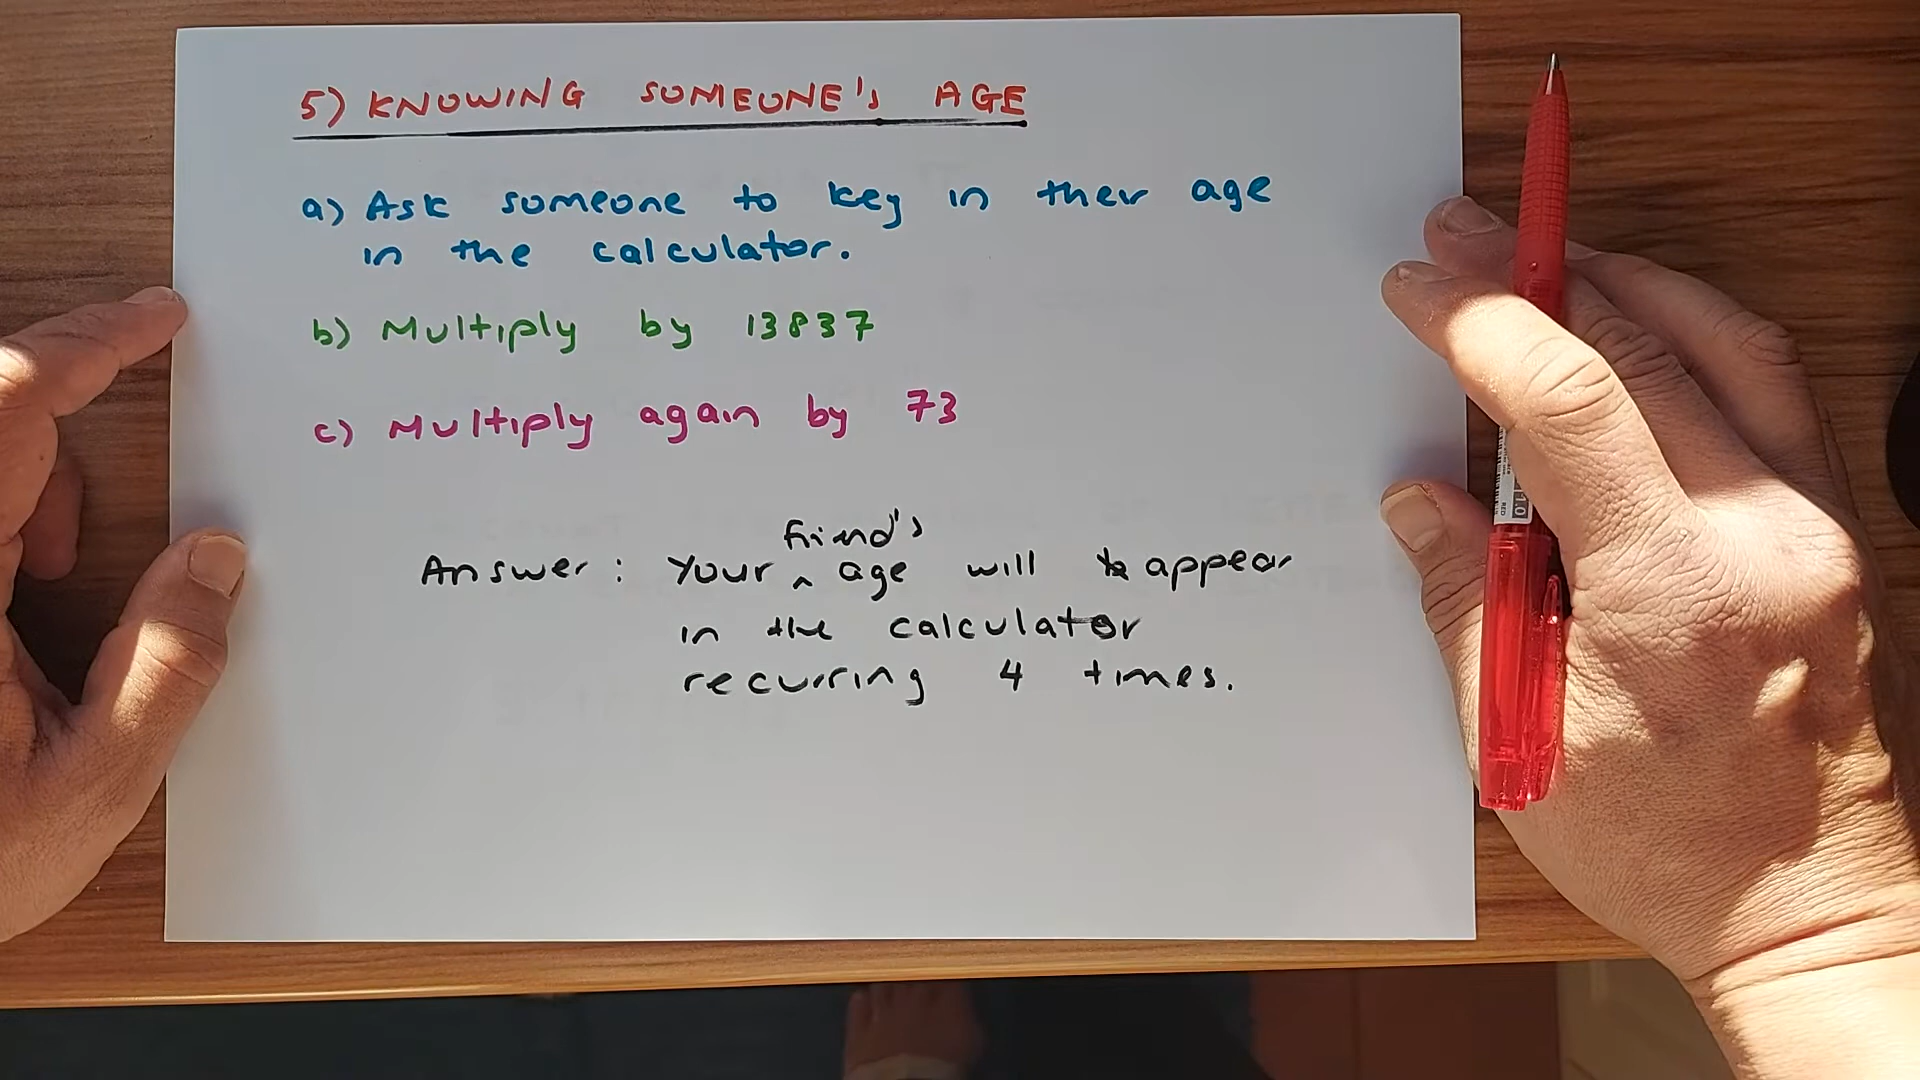 5) KNOWING SOMEONE's AGE
a) Ask someone to key in their age
in the calculator.
b) Multiply by 13837
c) Multiply again by 73
friend's
Answer: Your ^ age will appear
in the calculator
recurring 4 times.